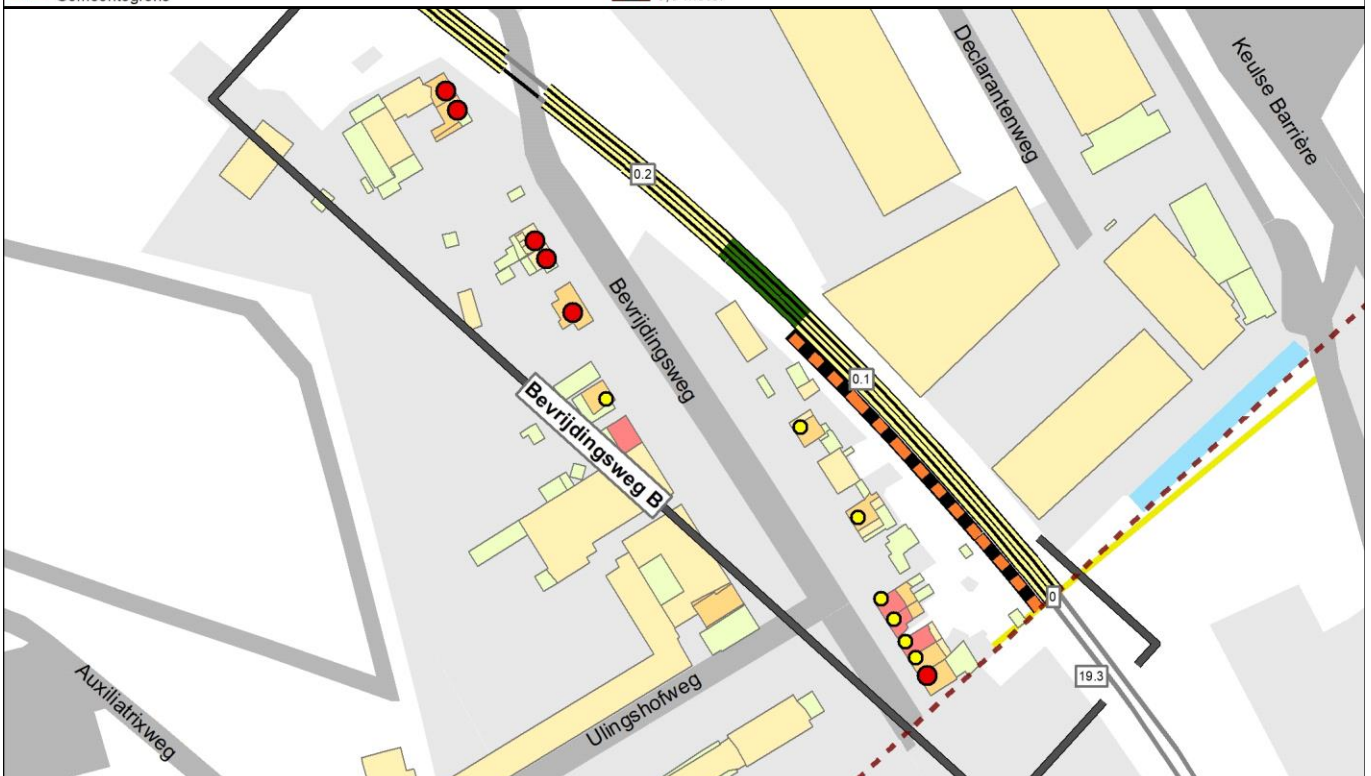 Declarantenweg
Keulse Barrière
0.2
Bevrijdingsweg
0.1
Bevrijdingsweg B
0
19.3
Ulingshofweg
Auxiliatrixweg